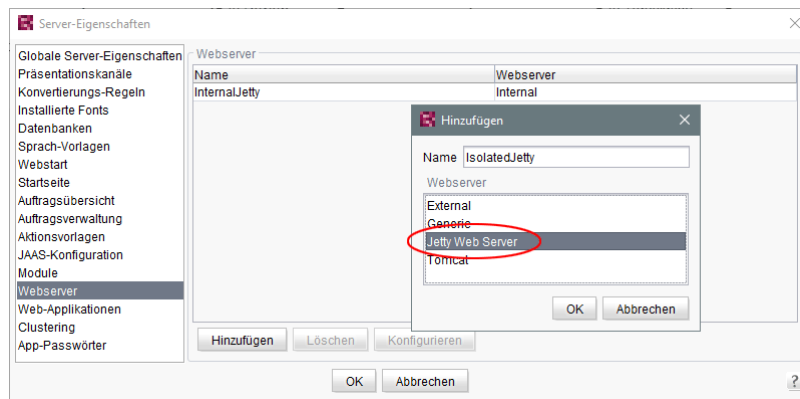 Server-Eigenschaften
Globale Server-Eigenschaften
Präsentationskanäle
Konvertierungs-Regeln
Installierte Fonts
Datenbanken
Sprach-Vorlagen
Webstart
Startseite
Auftragsübersicht
Auftragsverwaltung
Aktionsvorlagen
JAAS-Konfiguration
Module
Webserver
Web-Applikationen
Clustering
App-Passwörter
Webserver
Name Webserver
InternalJetty Internal
Hinzufügen
Name IsolatedJetty
Webserver
External
Generic
Jetty Web Server
Tomcat
OK Abbrechen
Hinzufügen Löschen Konfigurieren
OK Abbrechen ?